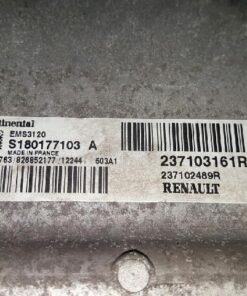 ntinental
EMS3120
S180177103 A
MADE IN FRANCE
763 826852177 12244 503A1
237103161R
237102489R
RENAULT